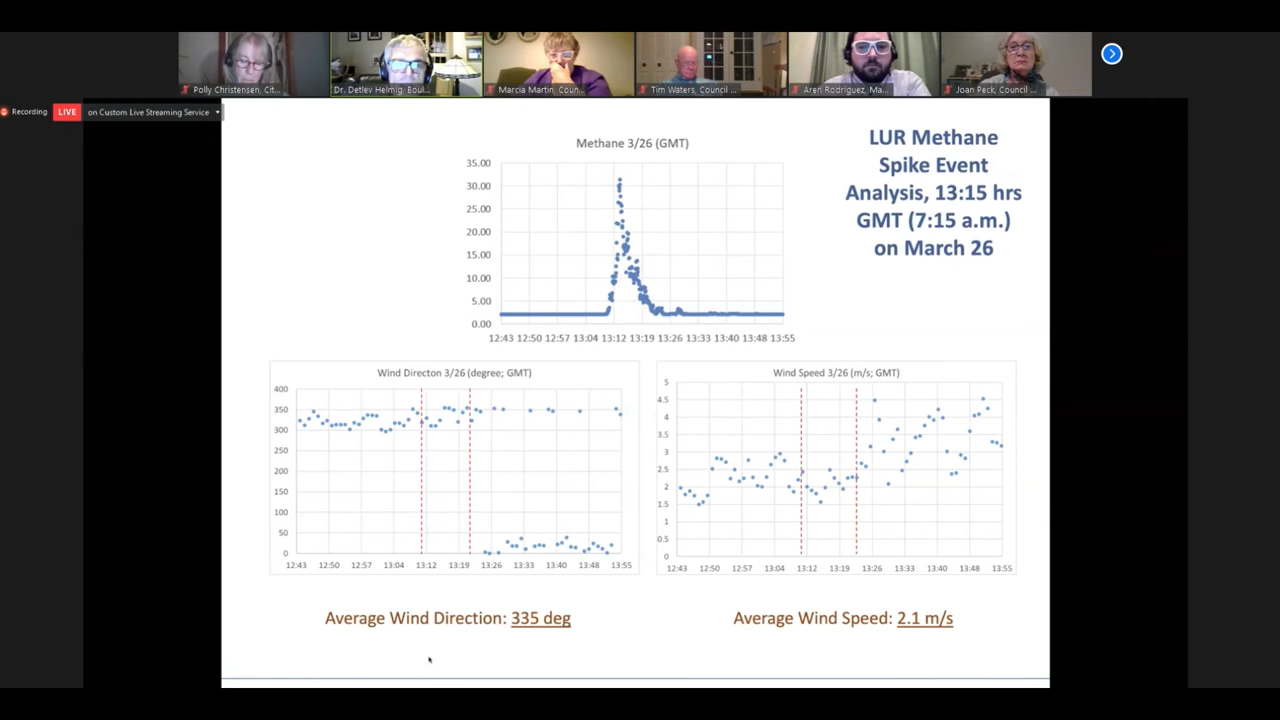 Polly Christensen, Cit...
Dr. Detlev Helmig, Boul...
Marcia Martin, Coun...
Tim Waters, Council ...
Aren Rodriguez, Ma...
Joan Peck, Council ...
Recording
LIVE
on Custom Live Streaming Service
LUR Methane
Spike Event
Analysis, 13:15 hrs
GMT (7:15 a.m.)
on March 26
Methane 3/26 (GMT)
35.00
30.00
25.00
20.00
15.00
10.00
5.00
0.00
12:43 12:50 12:57 13:04 13:12 13:19 13:26 13:33 13:40 13:48 13:55
Wind Directon 3/26 (degree; GMT)
400
350
300
250
200
150
100
50
0
12:43 12:50 12:57 13:04 13:12 13:19 13:26 13:33 13:40 13:48 13:55
Wind Speed 3/26 (m/s; GMT)
5
4.5
4
3.5
3
2.5
2
1.5
1
0.5
0
12:43 12:50 12:57 13:04 13:12 13:19 13:26 13:33 13:40 13:48 13:55
Average Wind Direction: 335 deg
Average Wind Speed: 2.1 m/s